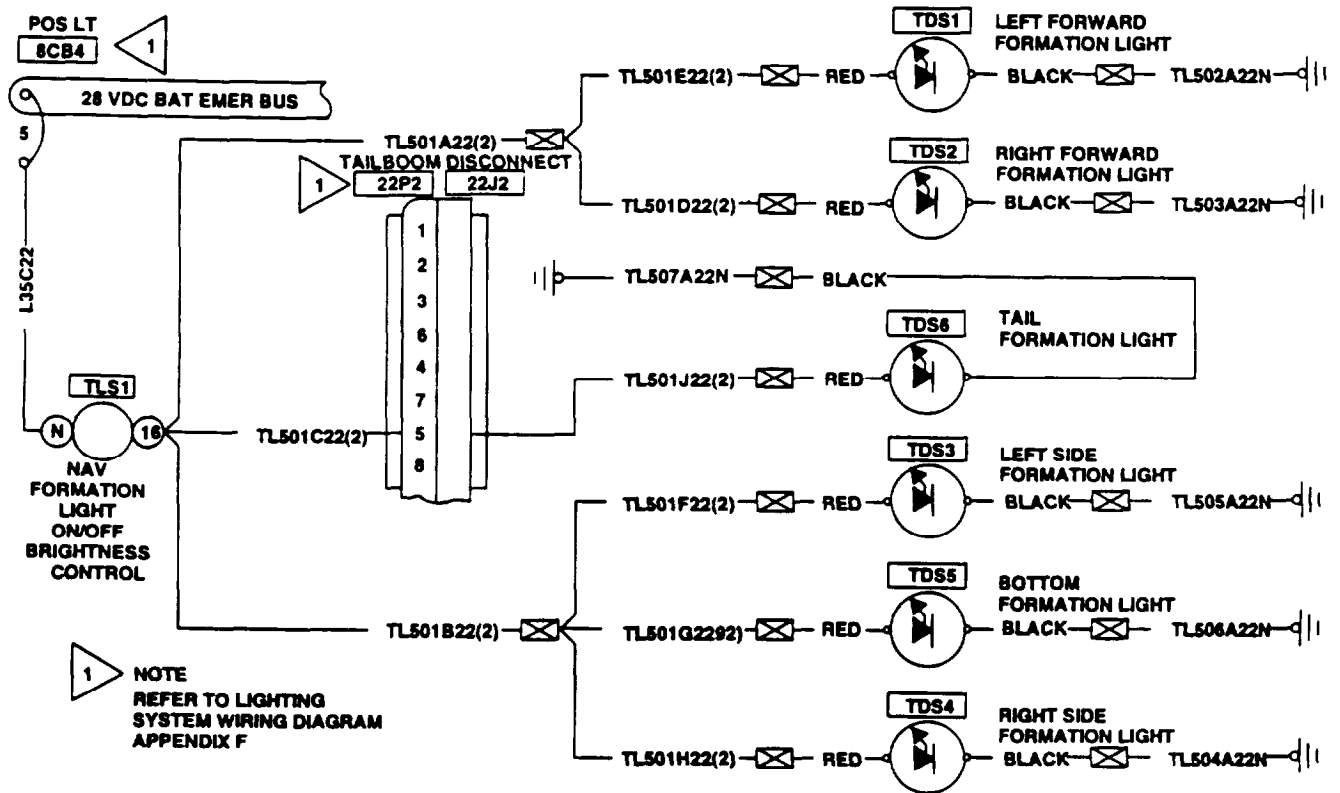 POS LT
8CB4
1
28 VDC BAT EMER BUS
5
L35C22
TLS1
N
16
NAV
FORMATION
LIGHT
ON/OFF
BRIGHTNESS
CONTROL
TL501A22(2)
TAILBOOM DISCONNECT
1
22P2
22J2
1
2
3
6
4
7
5
8
TL501C22(2)
TL501B22(2)
TDS1
LEFT FORWARD
FORMATION LIGHT
TL501E22(2)
RED
BLACK
TL502A22N
TDS2
RIGHT FORWARD
FORMATION LIGHT
TL501D22(2)
RED
BLACK
TL503A22N
TL507A22N
BLACK
TDS6
TAIL
FORMATION LIGHT
TL501J22(2)
RED
TDS3
LEFT SIDE
FORMATION LIGHT
TL501F22(2)
RED
BLACK
TL505A22N
TDS5
BOTTOM
FORMATION LIGHT
TL501G2292)
RED
BLACK
TL506A22N
TDS4
RIGHT SIDE
FORMATION LIGHT
TL501H22(2)
RED
BLACK
TL504A22N
1
NOTE
REFER TO LIGHTING
SYSTEM WIRING DIAGRAM
APPENDIX F